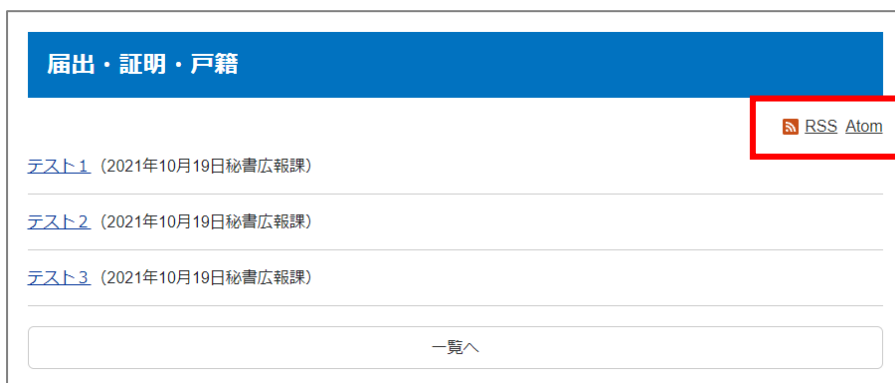 届出・証明・戸籍
RSS Atom
テスト１（2021年10月19日秘書広報課）
テスト２（2021年10月19日秘書広報課）
テスト３（2021年10月19日秘書広報課）
一覧へ